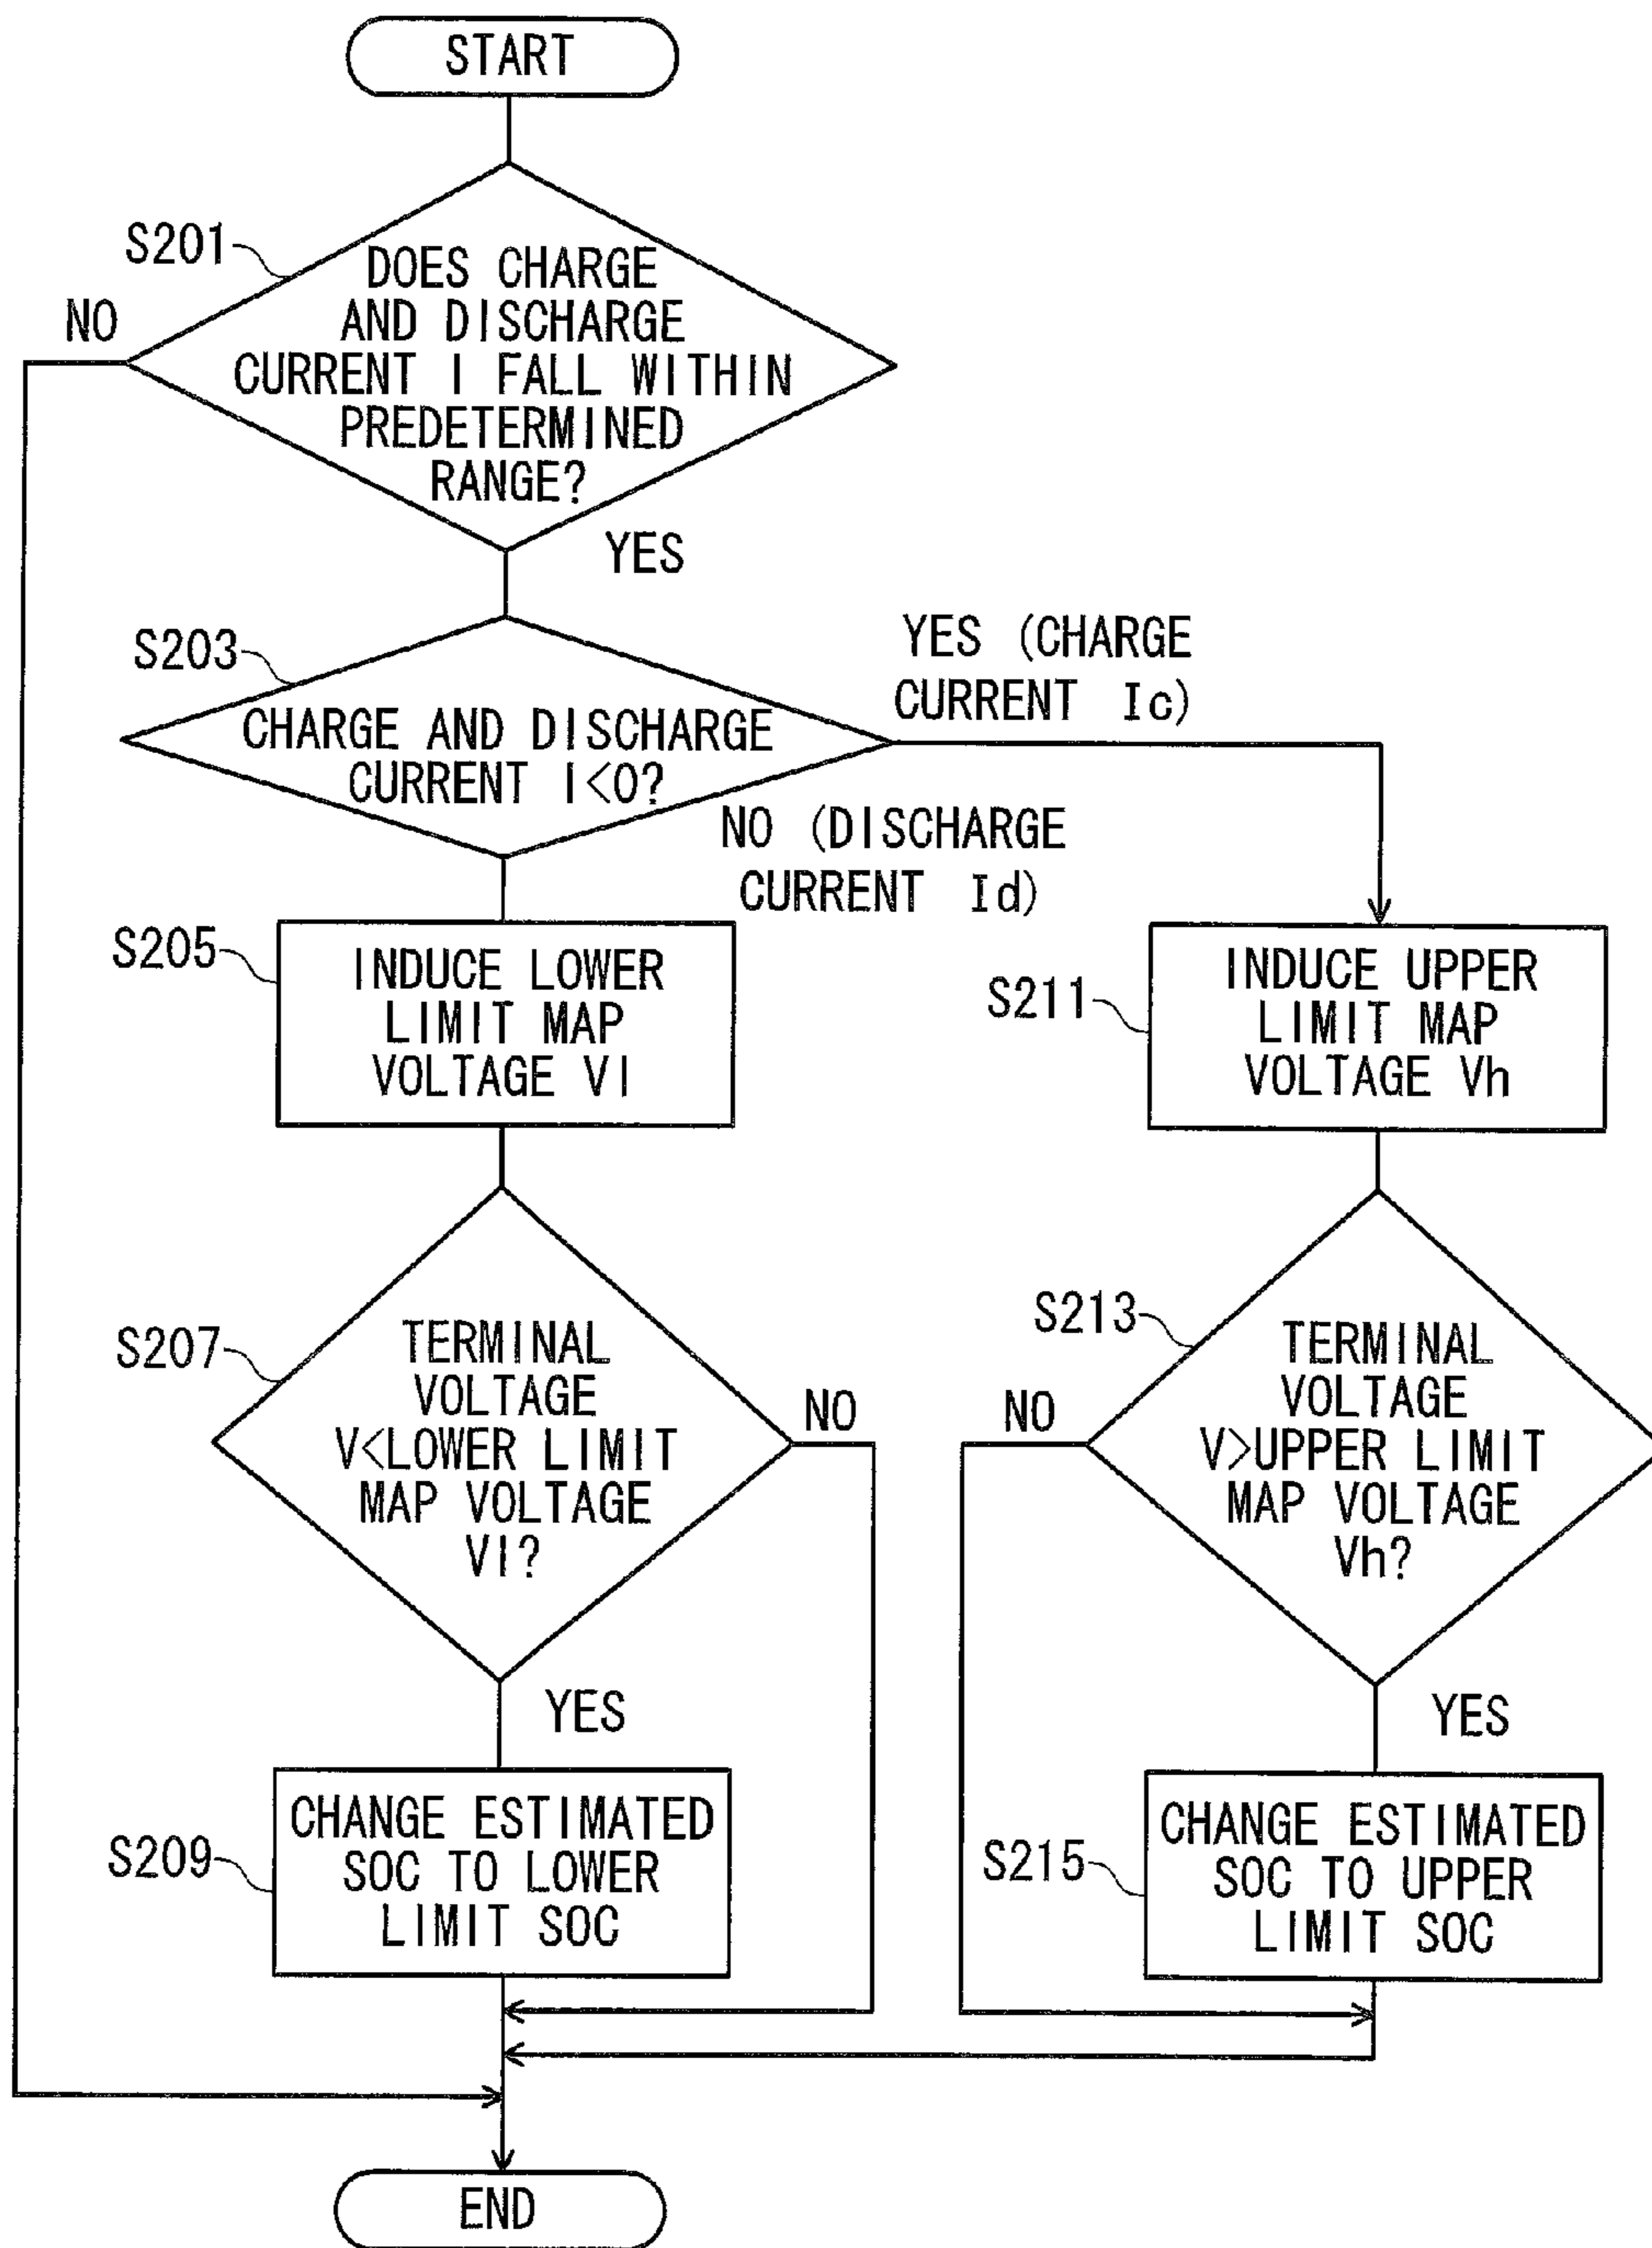 START
S201
DOES CHARGE
AND DISCHARGE
CURRENT I FALL WITHIN
PREDETERMINED
RANGE?
NO
YES
S203
CHARGE AND DISCHARGE
CURRENT I<0?
YES (CHARGE
CURRENT Ic)
NO (DISCHARGE
CURRENT Id)
S205
INDUCE LOWER
LIMIT MAP
VOLTAGE Vl
S211
INDUCE UPPER
LIMIT MAP
VOLTAGE Vh
S207
TERMINAL
VOLTAGE
V<LOWER LIMIT
MAP VOLTAGE
Vl?
NO
YES
S213
TERMINAL
VOLTAGE
V>UPPER LIMIT
MAP VOLTAGE
Vh?
NO
YES
S209
CHANGE ESTIMATED
SOC TO LOWER
LIMIT SOC
S215
CHANGE ESTIMATED
SOC TO UPPER
LIMIT SOC
END